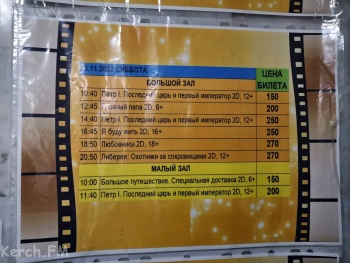 11.2022 СУББОТА
БОЛЬШОЙ ЗАЛ
ЦЕНА
БИЛЕТА
10:40 Петр I. Последний царь и первый император 2D, 12+ 150
12:45 папа 2D, 6+ 200
14:40 Петр I. Последний царь и первый император 2D, 12+ 250
16:45 Я буду жить 2D, 16+ 250
18:50 Любовники 2D, 18+ 270
20:50 Либерея: Охотники за сокровищами 2D, 12+ 270
МАЛЫЙ ЗАЛ
10:00 Большое путешествие. Специальная доставка 2D, 6+ 150
11:40 Петр I. Последний царь и первый император 2D, 12+ 200
Kerch.FM